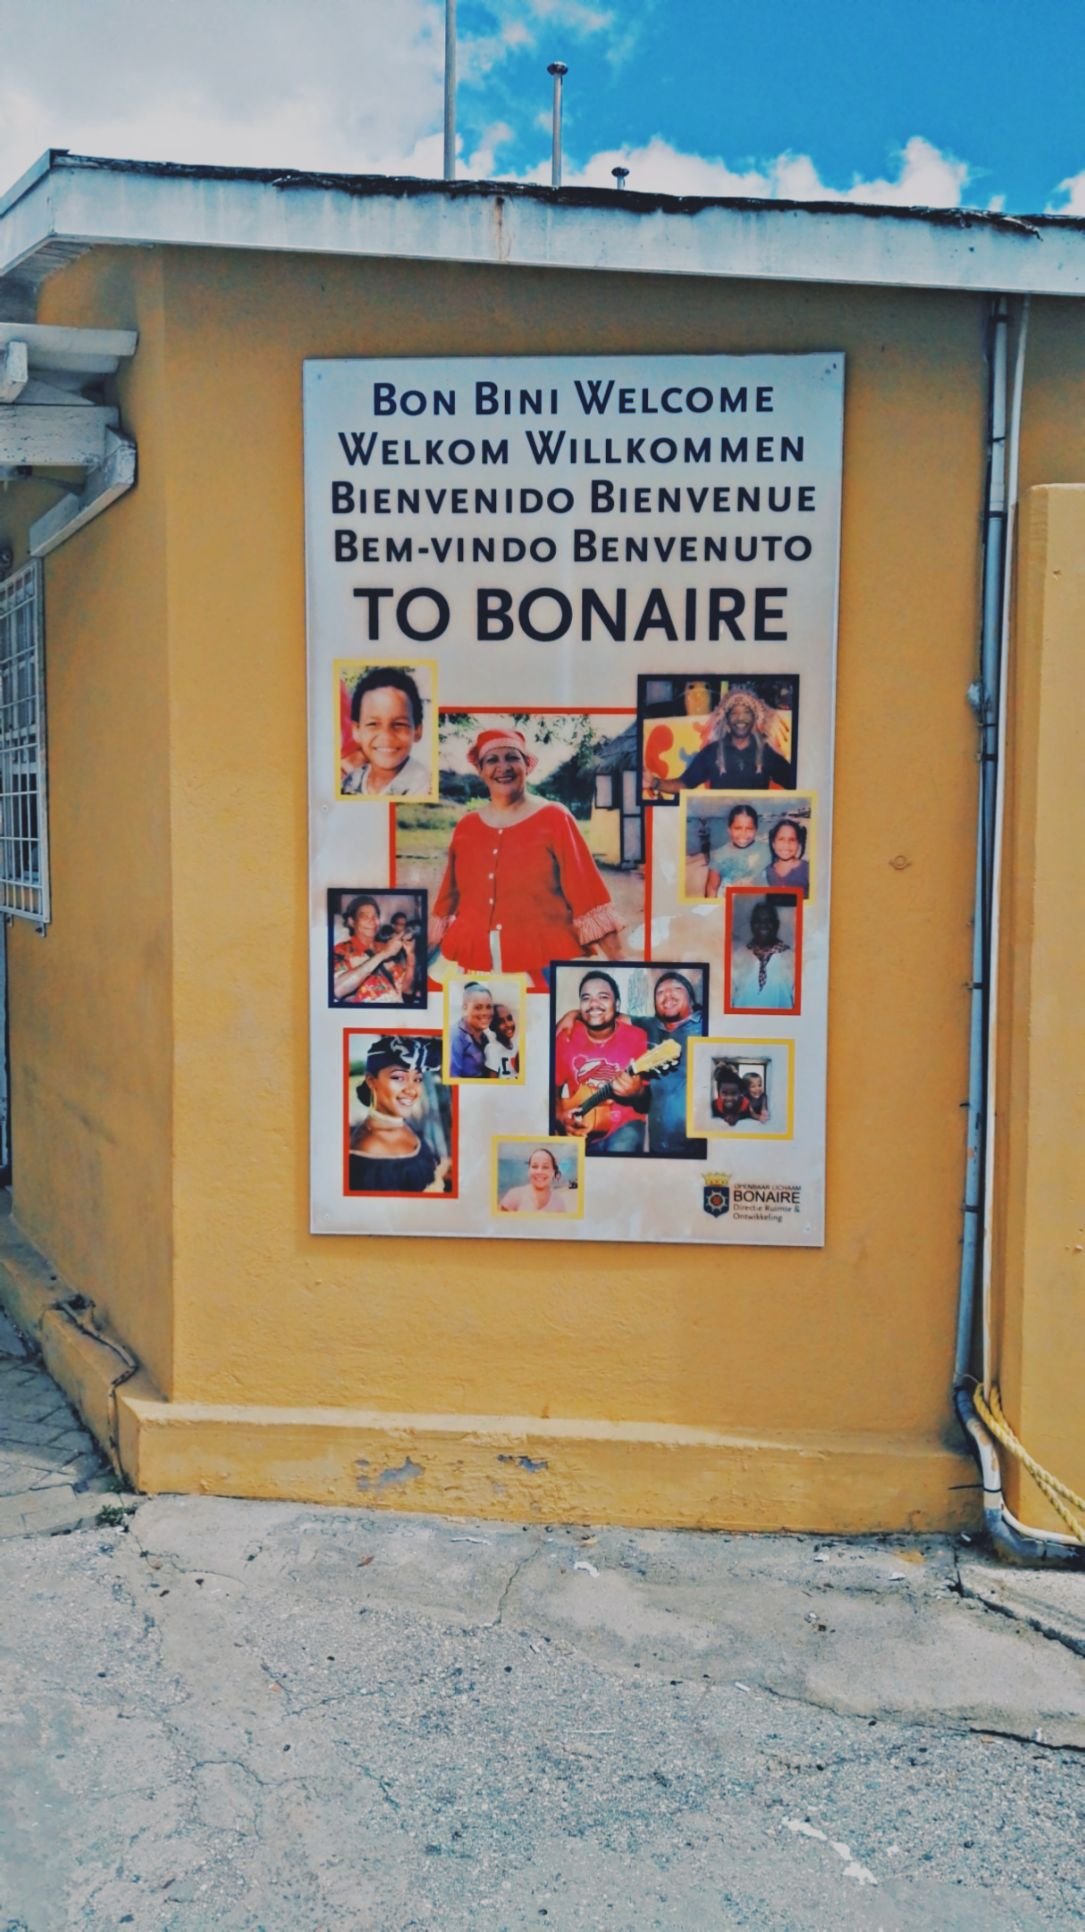 BON BINI WELCOME
WELKOM WILLKOMMEN
BIENVENIDO BIENVENUE
BEM-VINDO BENVENUTO
TO BONAIRE
OPENBAAR LICHAAM
BONAIRE
Directie Ruimte &
Ontwikkeling